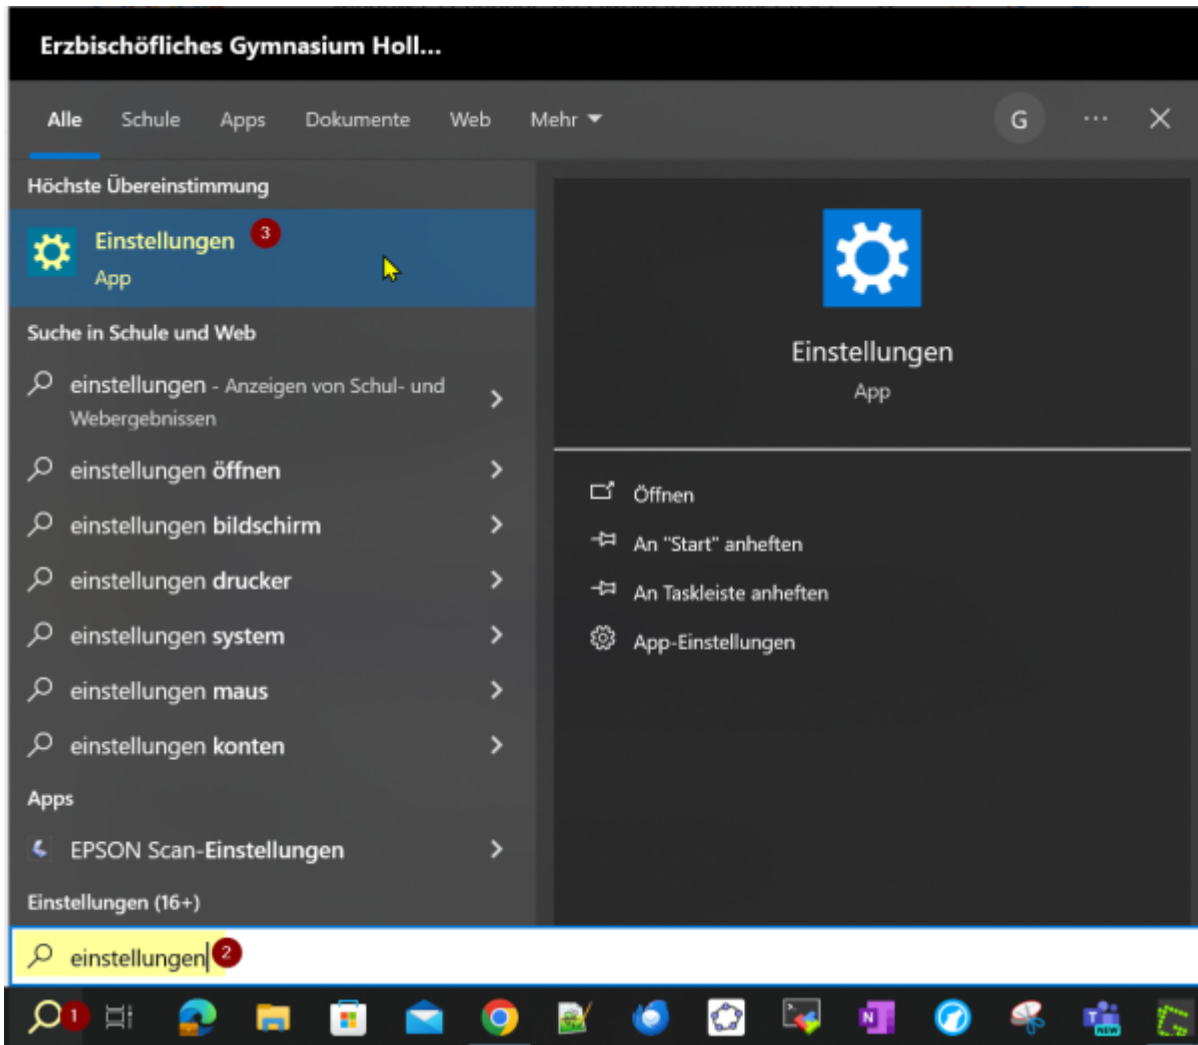 Erzbischöfliches Gymnasium Holl...
Alle Schule Apps Dokumente Web Mehr
G ...
Höchste Übereinstimmung
Einstellungen 3
App
Suche in Schule und Web
einstellungen - Anzeigen von Schul- und
Webergebnissen
einstellungen öffnen
einstellungen bildschirm
einstellungen drucker
einstellungen system
einstellungen maus
einstellungen konten
Apps
EPSON Scan-Einstellungen
Einstellungen (16+)
Einstellungen
App
Öffnen
An "Start" anheften
An Taskleiste anheften
App-Einstellungen
einstellungen 2
1
N
T
NEW